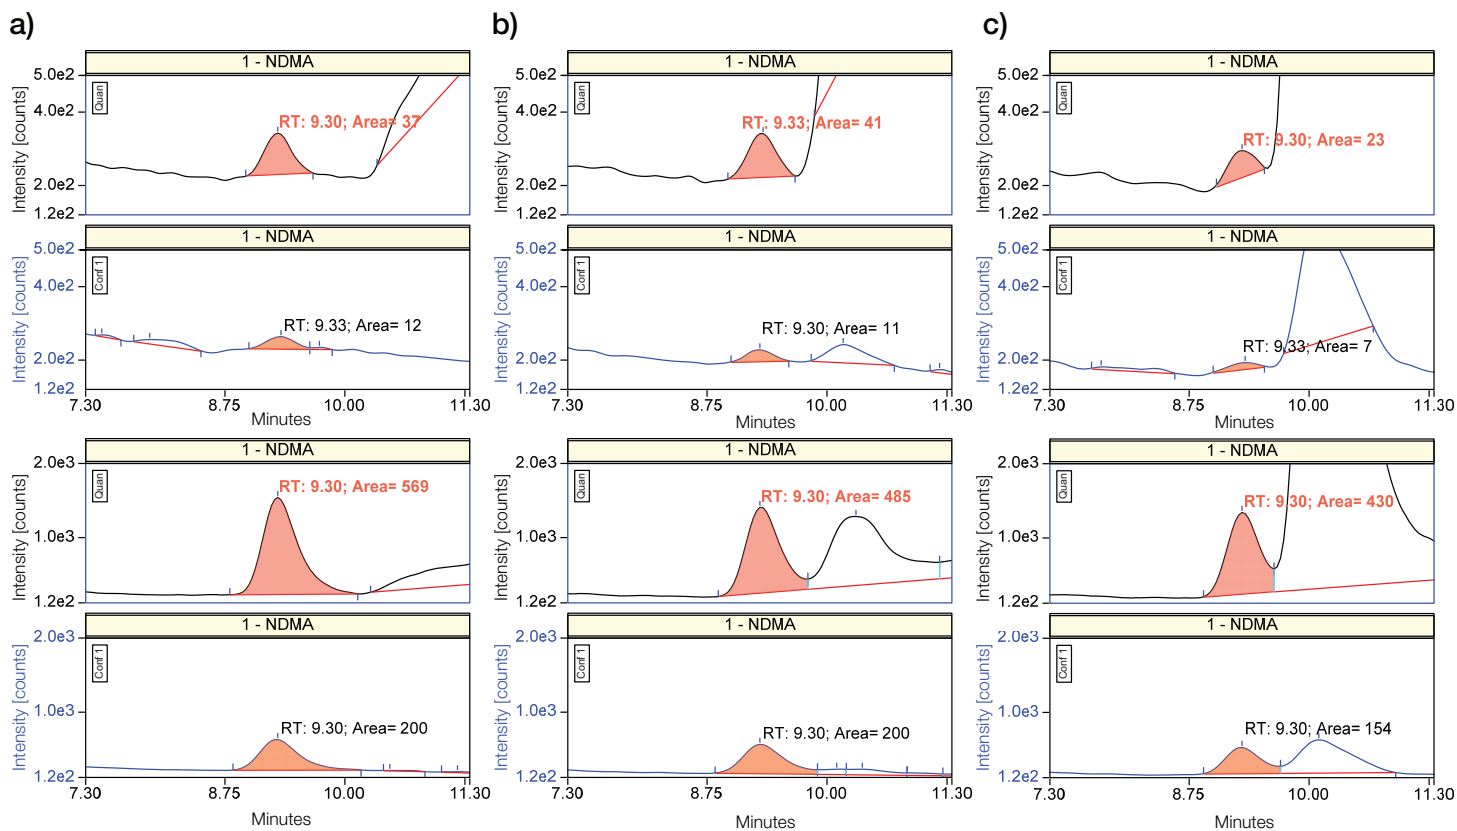 a)
1 - NDMA
Intensity [counts]
5.0e2
4.0e2
2.0e2
1.2e2
Quan
RT: 9.30; Area= 37
1 - NDMA
Intensity [counts]
5.0e2
4.0e2
2.0e2
1.2e2
Conf 1
RT: 9.33; Area= 12
7.30
8.75
10.00
11.30
Minutes
1 - NDMA
Intensity [counts]
2.0e3
1.0e3
1.2e2
Quan
RT: 9.30; Area= 569
1 - NDMA
Intensity [counts]
2.0e3
1.0e3
1.2e2
Conf 1
RT: 9.30; Area= 200
7.30
8.75
10.00
11.30
Minutes
b)
1 - NDMA
Intensity [counts]
5.0e2
4.0e2
2.0e2
1.2e2
Quan
RT: 9.33; Area= 41
1 - NDMA
Intensity [counts]
5.0e2
4.0e2
2.0e2
1.2e2
Conf 1
RT: 9.30; Area= 11
7.30
8.75
10.00
11.30
Minutes
1 - NDMA
Intensity [counts]
2.0e3
1.0e3
1.2e2
Quan
RT: 9.30; Area= 485
1 - NDMA
Intensity [counts]
2.0e3
1.0e3
1.2e2
Conf 1
RT: 9.30; Area= 200
7.30
8.75
10.00
11.30
Minutes
c)
1 - NDMA
Intensity [counts]
5.0e2
4.0e2
2.0e2
1.2e2
Quan
RT: 9.30; Area= 23
1 - NDMA
Intensity [counts]
5.0e2
4.0e2
2.0e2
1.2e2
Conf 1
RT: 9.33; Area= 7
7.30
8.75
10.00
11.30
Minutes
1 - NDMA
Intensity [counts]
2.0e3
1.0e3
1.2e2
Quan
RT: 9.30; Area= 430
1 - NDMA
Intensity [counts]
2.0e3
1.0e3
1.2e2
Conf 1
RT: 9.30; Area= 154
7.30
8.75
10.00
11.30
Minutes